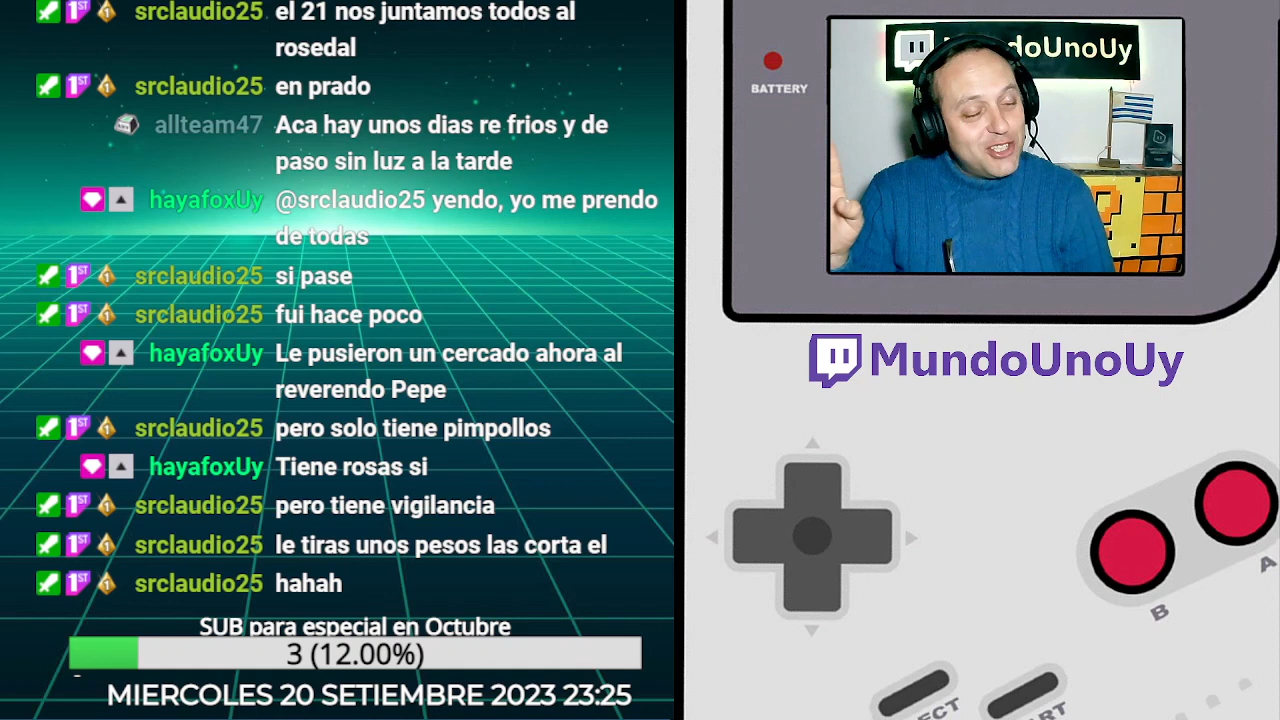 srclaudio25 el 21 nos juntamos todos al
rosedal
srclaudio25 en prado
allteam47 Aca hay unos dias re frios y de
paso sin luz a la tarde
hayafoxUy @srclaudio25 yendo, yo me prendo
de todas
srclaudio25 si pase
srclaudio25 fui hace poco
hayafoxUy Le pusieron un cercado ahora al
reverendo Pepe
srclaudio25 pero solo tiene pimpollos
hayafoxUy Tiene rosas si
srclaudio25 pero tiene vigilancia
srclaudio25 le tiras unos pesos las corta el
srclaudio25 hahah
SUB para especial en Octubre
3 (12.00%)
MIERCOLES 20 SETIEMBRE 2023 23:25
BATTERY
MundoUnoUy
B
A